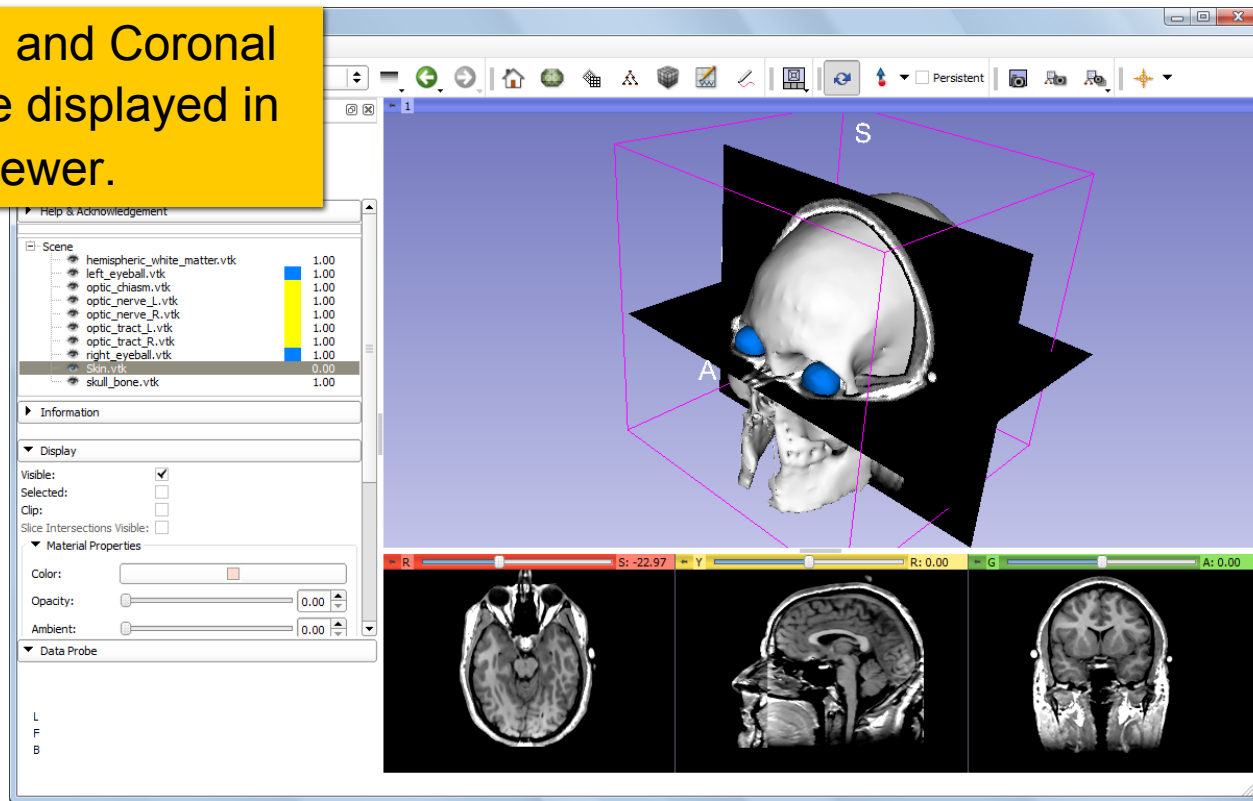 and Coronal
displayed in
ewer.
Persistent
1
Help & Acknowledgement
Scene
hemispheric_white_matter.vtk 1.00
left_eyeball.vtk 1.00
optic_chiasm.vtk 1.00
optic_nerve_L.vtk 1.00
optic_nerve_R.vtk 1.00
optic_tract_L.vtk 1.00
optic_tract_R.vtk 1.00
right_eyeball.vtk 1.00
Skin.vtk 0.00
skull_bone.vtk 1.00
Information
Display
Visible:
Selected:
Clip:
Slice Intersections Visible:
Material Properties
Color:
Opacity: 0.00
Ambient: 0.00
Data Probe
L
F
B
S
A
R S: -22.97 Y R: 0.00 G A: 0.00